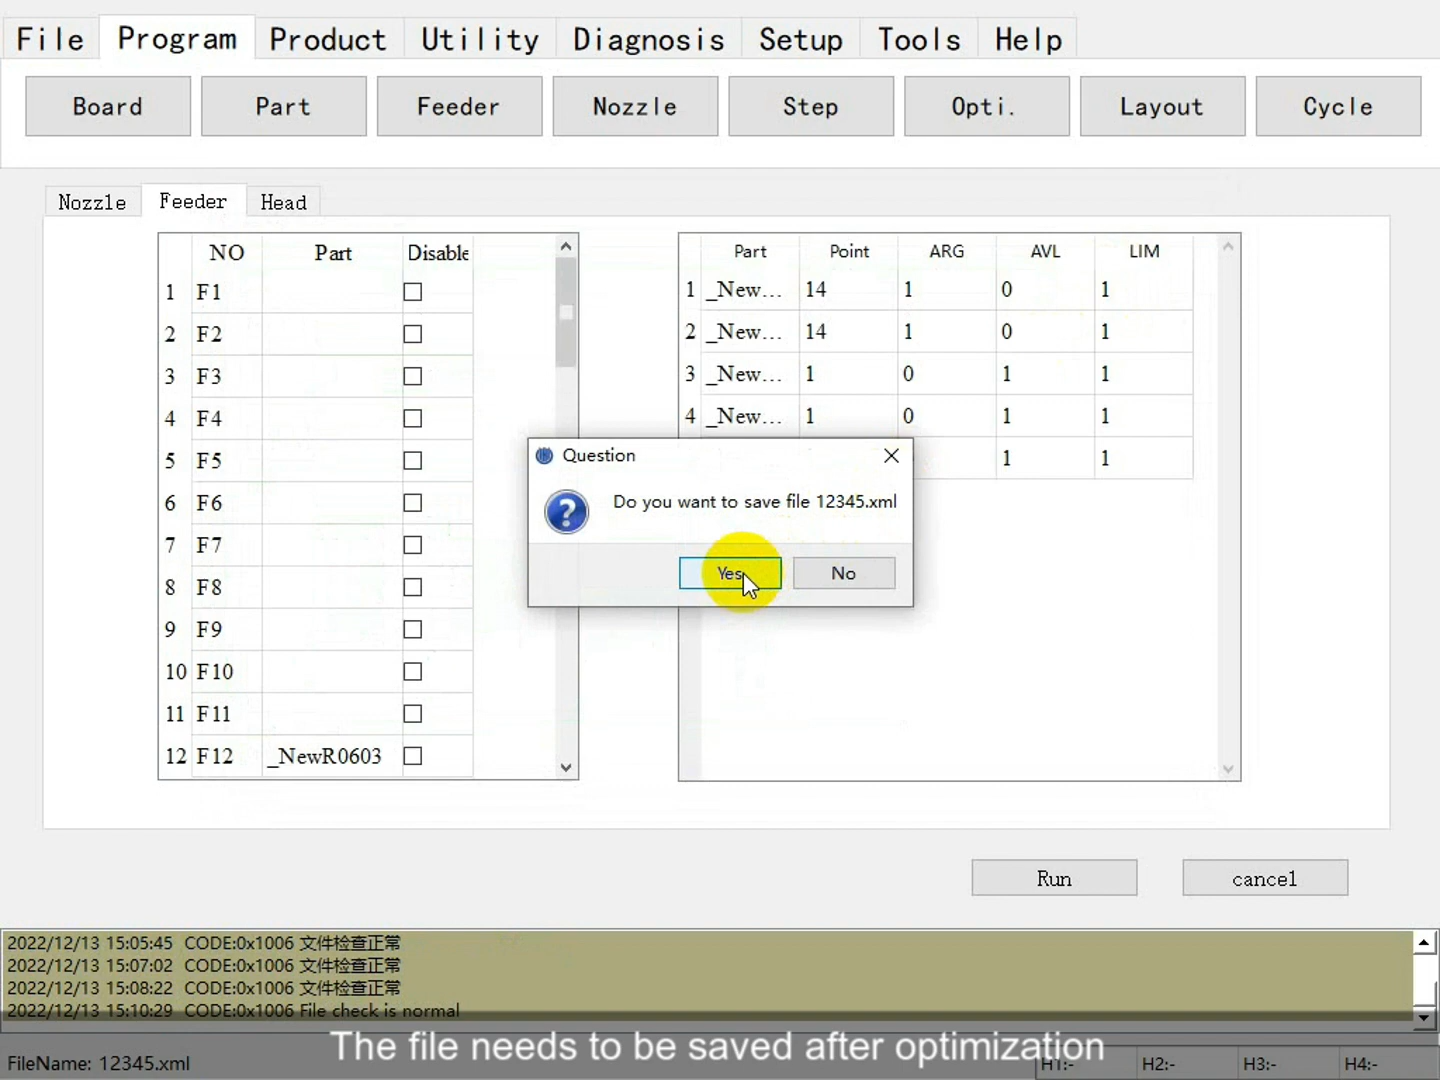 File Program Product Utility Diagnosis Setup Tools Help
Board Part Feeder Nozzle Step Opti. Layout Cycle
Nozzle Feeder Head
NO Part Disable
1 F1
2 F2
3 F3
4 F4
5 F5
6 F6
7 F7
8 F8
9 F9
10 F10
11 F11
12 F12 _NewR0603
Part Point ARG AVL LIM
1 _New... 14 1 0 1
2 _New... 14 1 0 1
3 _New... 1 0 1 1
4 _New... 1 0 1 1
1 1
Question
Do you want to save file 12345.xml
Yes No
Run cancel
2022/12/13 15:05:45 CODE:0x1006 文件检查正常
2022/12/13 15:07:02 CODE:0x1006 文件检查正常
2022/12/13 15:08:22 CODE:0x1006 文件检查正常
2022/12/13 15:10:29 CODE:0x1006 File check is normal
The file needs to be saved after optimization
FileName: 12345.xml H1:- H2:- H3:- H4:-